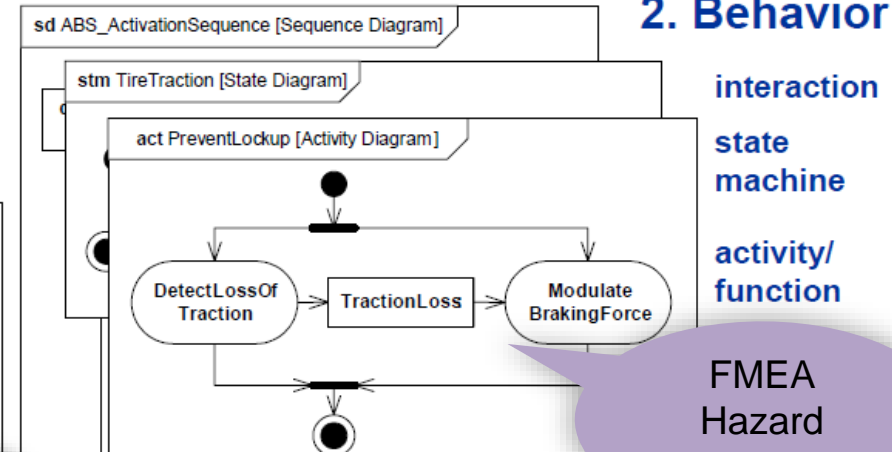 2. Behavior
sd ABS_ActivationSequence [Sequence Diagram]
stm TireTraction [State Diagram]
act PreventLockup [Activity Diagram]
DetectLossOf
Traction
TractionLoss
Modulate
BrakingForce
interaction
state
machine
activity/
function
FMEA
Hazard